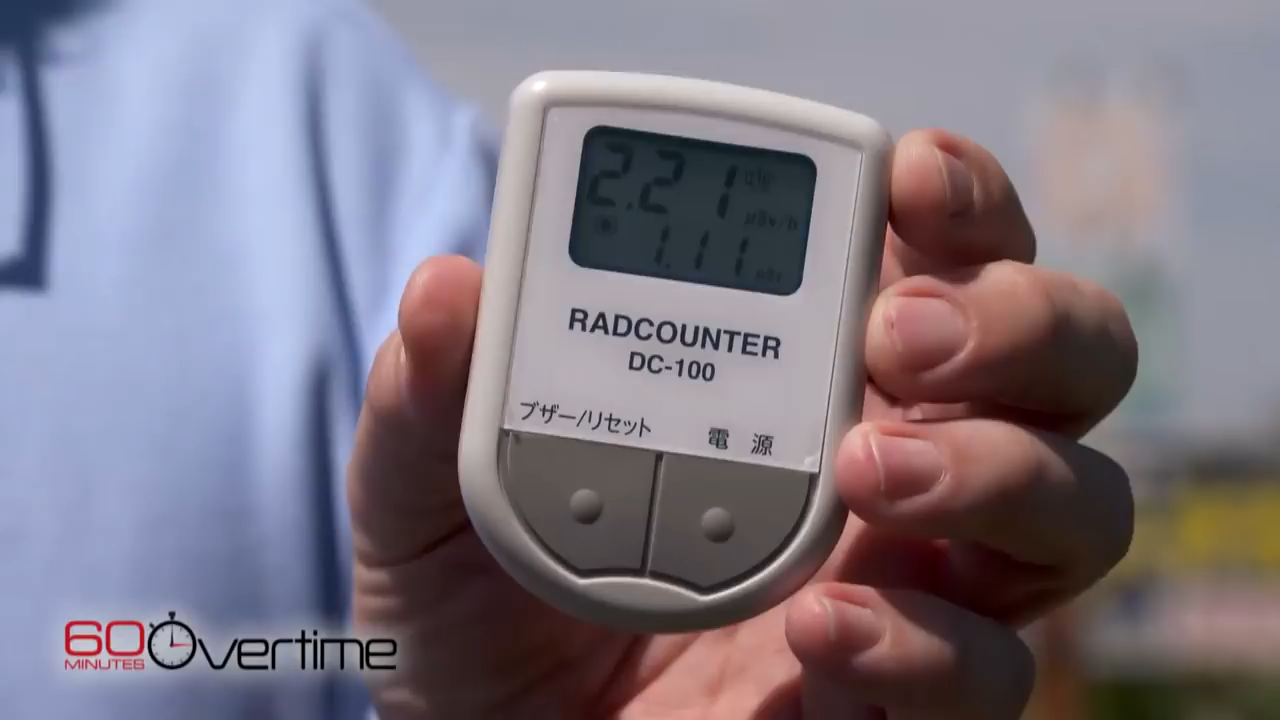 2.21
μSv/h
1.11
RADCOUNTER
DC-100
ブザー/リセット 電源
60 Overtime
MINUTES